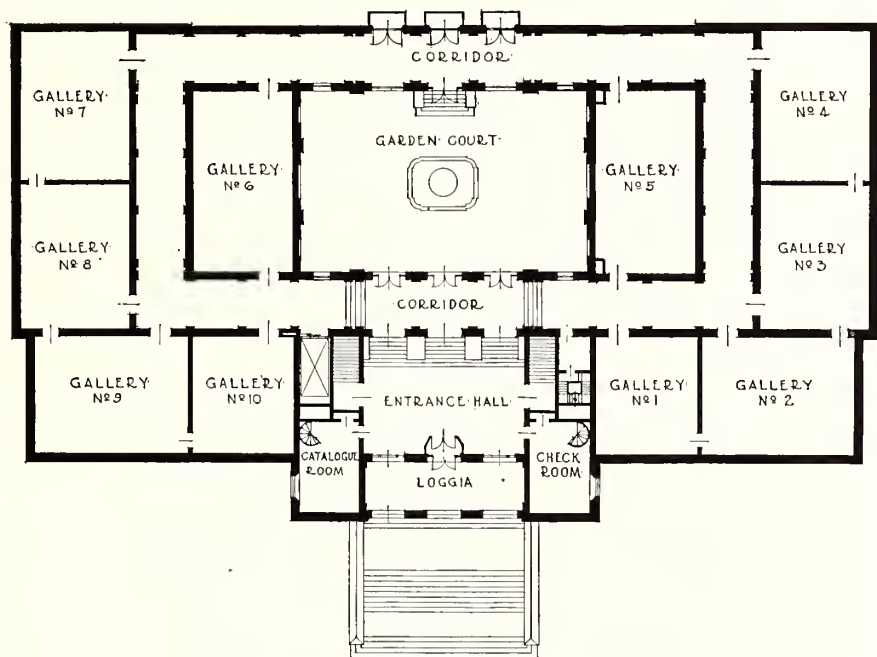 CORRIDOR
GALLERY
Nº 7
GALLERY
Nº 4
GARDEN COURT
GALLERY
Nº 6
GALLERY
Nº 5
GALLERY
Nº 8
GALLERY
Nº 3
CORRIDOR
GALLERY
Nº 9
GALLERY
Nº 10
ENTRANCE HALL
GALLERY
Nº 1
GALLERY
Nº 2
CATALOGUE
ROOM
LOGGIA
CHECK
ROOM